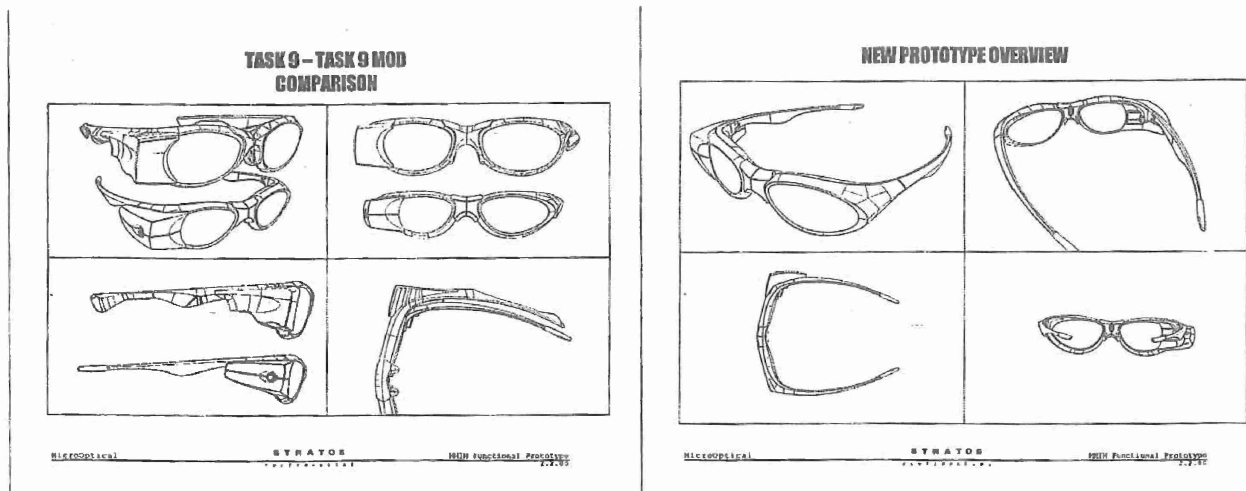 TASK 9 – TASK 9 MOD
COMPARISON
MicroOptical
STRATOS
Functional Prototype
NEW PROTOTYPE OVERVIEW
MicroOptical
STRATOS
Functional Prototype